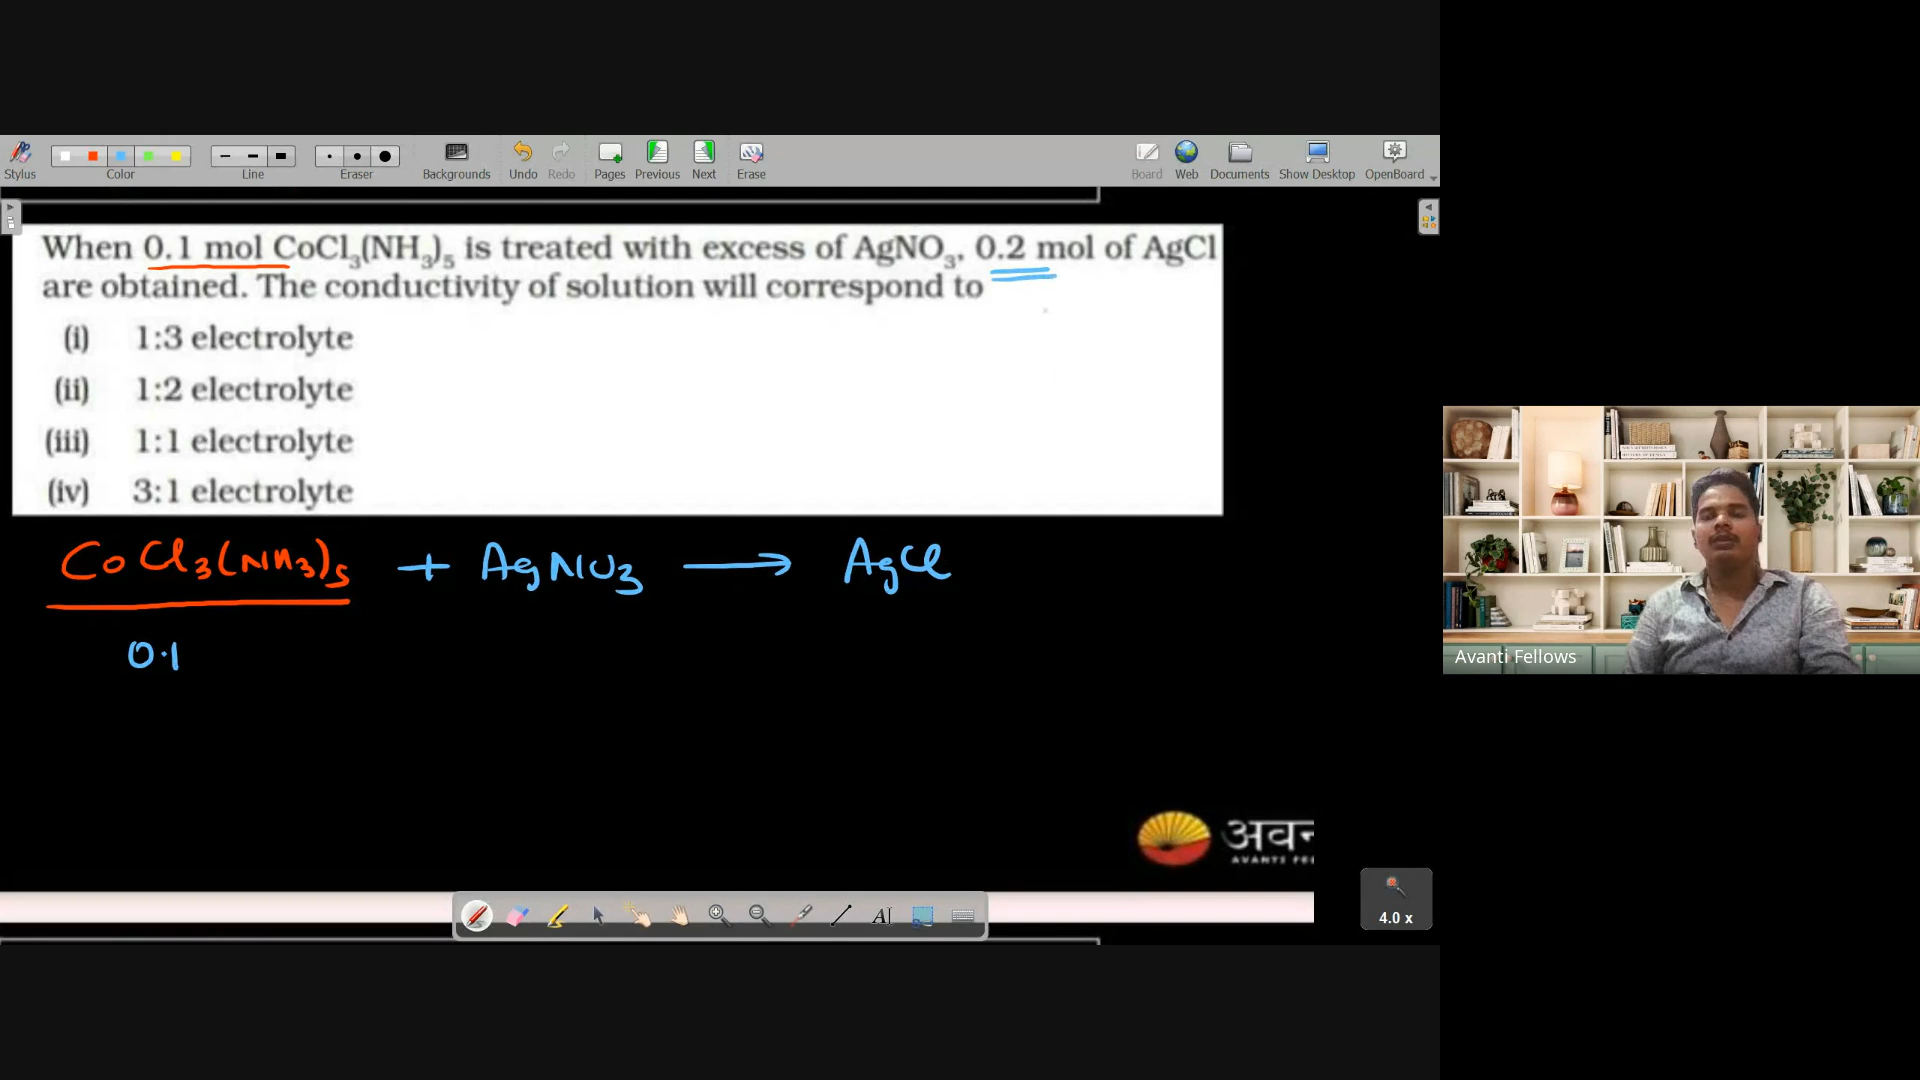 Stylus
Color
Line
Eraser
Backgrounds
Undo
Redo
Pages
Previous
Next
Erase
Board
Web
Documents
Show Desktop
OpenBoard
When 0.1 mol CoCl₃(NH₃)₅ is treated with excess of AgNO₃, 0.2 mol of AgCl
are obtained. The conductivity of solution will correspond to
(i) 1:3 electrolyte
(ii) 1:2 electrolyte
(iii) 1:1 electrolyte
(iv) 3:1 electrolyte
CoCl₃(NH₃)₅ + AgNO₃ ⟶ AgCl
0.1
Avanti Fellows
4.0 x